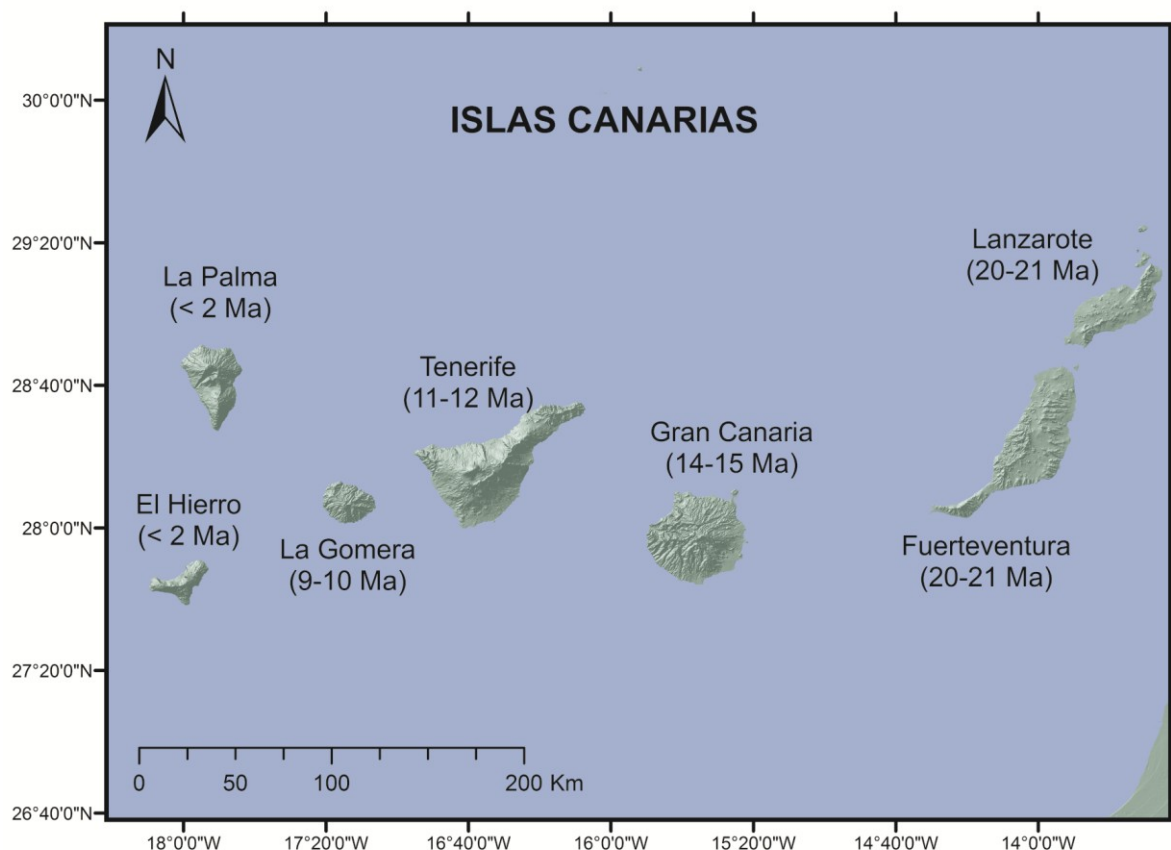 N
ISLAS CANARIAS
30°0'0"N
29°20'0"N
28°40'0"N
28°0'0"N
27°20'0"N
26°40'0"N
Lanzarote
(20-21 Ma)
La Palma
(< 2 Ma)
Tenerife
(11-12 Ma)
Gran Canaria
(14-15 Ma)
El Hierro
(< 2 Ma)
La Gomera
(9-10 Ma)
Fuerteventura
(20-21 Ma)
0 50 100 200 Km
18°0'0"W 17°20'0"W 16°40'0"W 16°0'0"W 15°20'0"W 14°40'0"W 14°0'0"W